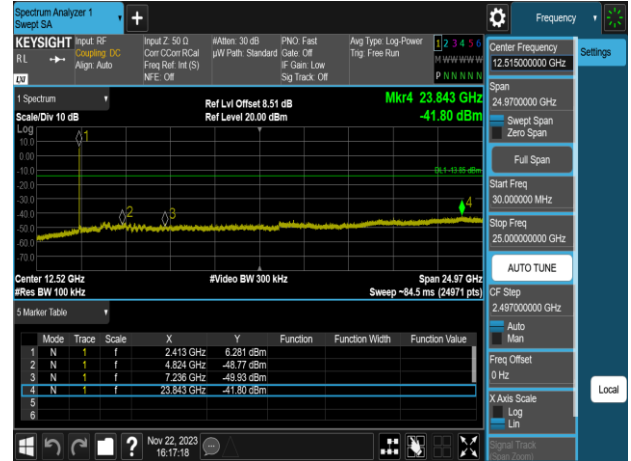 Spectrum Analyzer 1
Swept SA
+
Frequency
KEYSIGHT Input: RF
RL Coupling: DC
Align: Auto
LXI
Input Z: 50 Ω
Corr CCorr RCal
Freq Ref: Int (S)
NFE: Off
#Atten: 30 dB
µW Path: Standard
PNO: Fast
Gate: Off
IF Gain: Low
Sig Track: Off
Avg Type: Log-Power
Trig: Free Run
1 2 3 4 5 6
M W W W W W
P N N N N N
1 Spectrum
Scale/Div 10 dB
Ref Lvl Offset 8.51 dB
Ref Level 20.00 dBm
Mkr4 23.843 GHz
-41.80 dBm
Log
10.0
0.00
-10.0
-20.0
-30.0
-40.0
-50.0
-60.0
-70.0
1
2
3
4
DL1 -13.85 dBm
Center 12.52 GHz
#Res BW 100 kHz
#Video BW 300 kHz
Span 24.97 GHz
Sweep ~84.5 ms (24971 pts)
5 Marker Table
Mode Trace Scale X Y Function Function Width Function Value
1 N 1 f 2.413 GHz 6.281 dBm
2 N 1 f 4.824 GHz -48.77 dBm
3 N 1 f 7.236 GHz -49.93 dBm
4 N 1 f 23.843 GHz -41.80 dBm
5
6
?
Nov 22, 2023
16:17:18
Center Frequency
12.515000000 GHz
Settings
Span
24.9700000 GHz
Swept Span
Zero Span
Full Span
Start Freq
30.000000 MHz
Stop Freq
25.000000000 GHz
AUTO TUNE
CF Step
2.497000000 GHz
Auto
Man
Freq Offset
0 Hz
X Axis Scale
Log
Lin
Local
Signal Track
(Span Zoom)